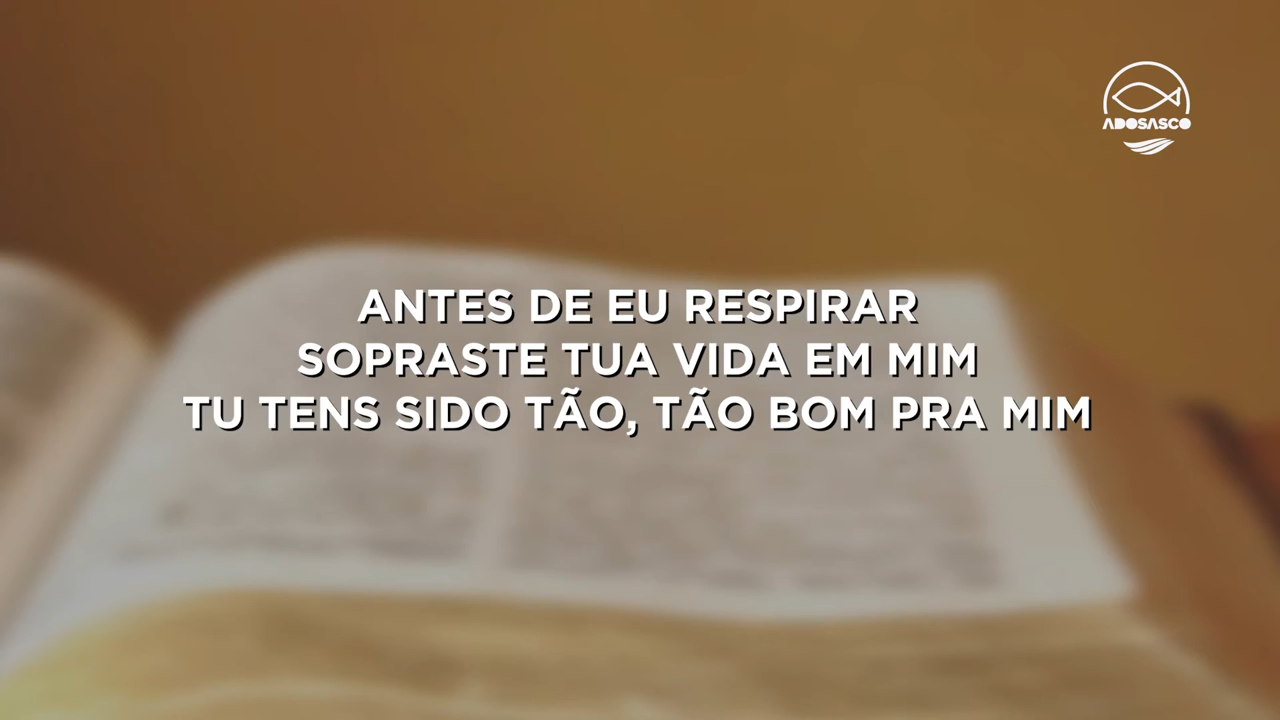 ADOSASCO
ANTES DE EU RESPIRAR
SOPRASTE TUA VIDA EM MIM
TU TENS SIDO TÃO, TÃO BOM PRA MIM